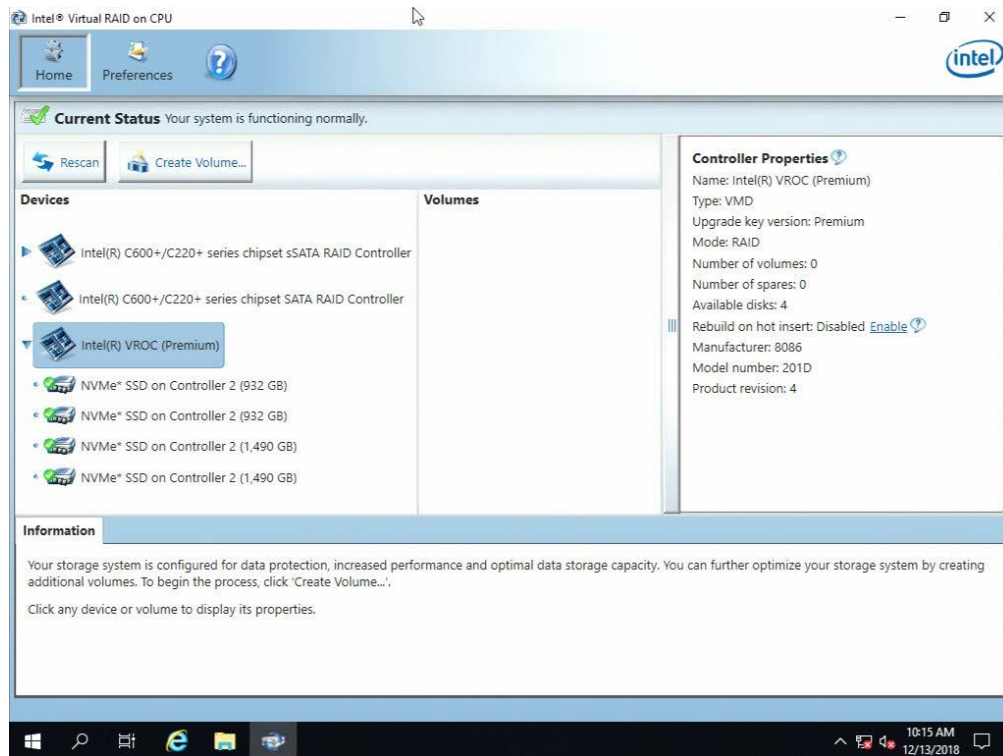 Intel® Virtual RAID on CPU
Home
Preferences
?
intel
Current Status Your system is functioning normally.
Rescan
Create Volume...
Devices
Intel(R) C600+/C220+ series chipset sSATA RAID Controller
Intel(R) C600+/C220+ series chipset SATA RAID Controller
Intel(R) VROC (Premium)
NVMe* SSD on Controller 2 (932 GB)
NVMe* SSD on Controller 2 (932 GB)
NVMe* SSD on Controller 2 (1,490 GB)
NVMe* SSD on Controller 2 (1,490 GB)
Volumes
Controller Properties ?
Name: Intel(R) VROC (Premium)
Type: VMD
Upgrade key version: Premium
Mode: RAID
Number of volumes: 0
Number of spares: 0
Available disks: 4
Rebuild on hot insert: Disabled Enable ?
Manufacturer: 8086
Model number: 201D
Product revision: 4
Information
Your storage system is configured for data protection, increased performance and optimal data storage capacity. You can further optimize your storage system by creating
additional volumes. To begin the process, click 'Create Volume...'.
Click any device or volume to display its properties.
10:15 AM
12/13/2018